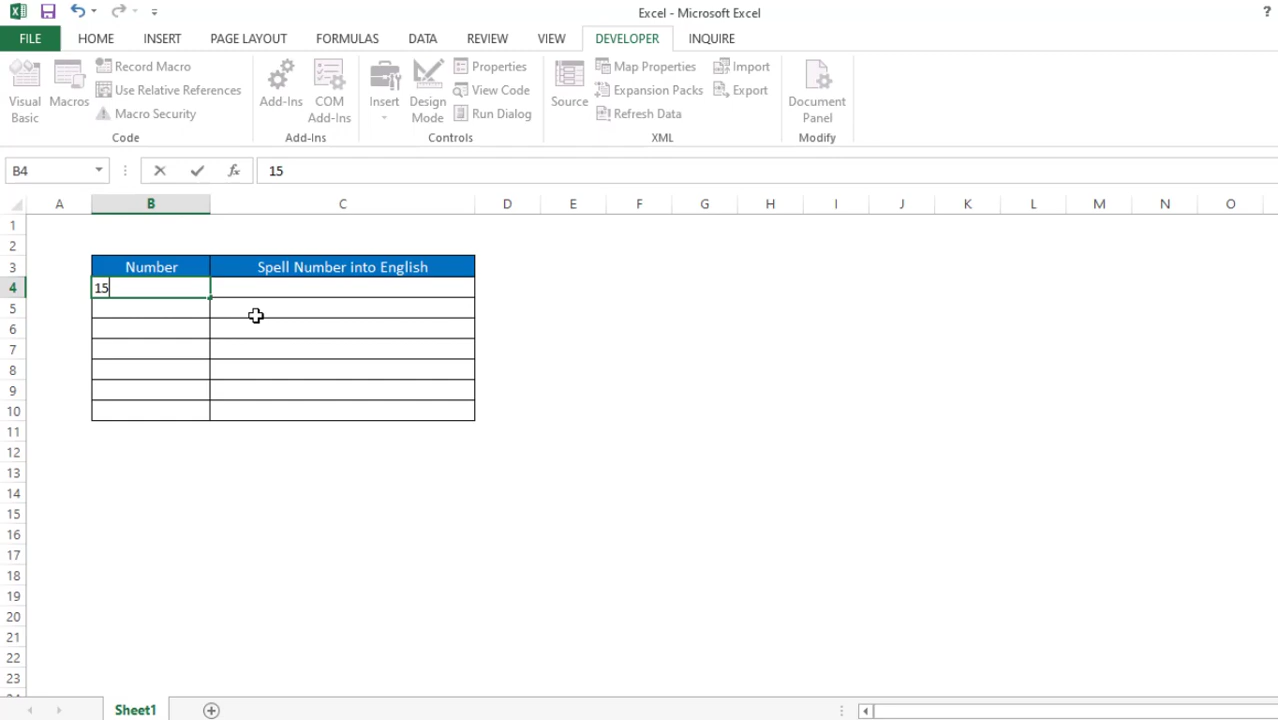 Excel - Microsoft Excel
?
FILE HOME INSERT PAGE LAYOUT FORMULAS DATA REVIEW VIEW DEVELOPER INQUIRE
Visual Basic
Macros
Record Macro
Use Relative References
Macro Security
Code
Add-Ins
COM Add-Ins
Add-Ins
Insert
Design Mode
Properties
View Code
Run Dialog
Controls
Source
Map Properties
Expansion Packs
Refresh Data
Import
Export
XML
Document Panel
Modify
B4 fx 15
A B C D E F G H I J K L M N O
1
2
3 Number Spell Number into English
4 15
5
6
7
8
9
10
11
12
13
14
15
16
17
18
19
20
21
22
23
Sheet1